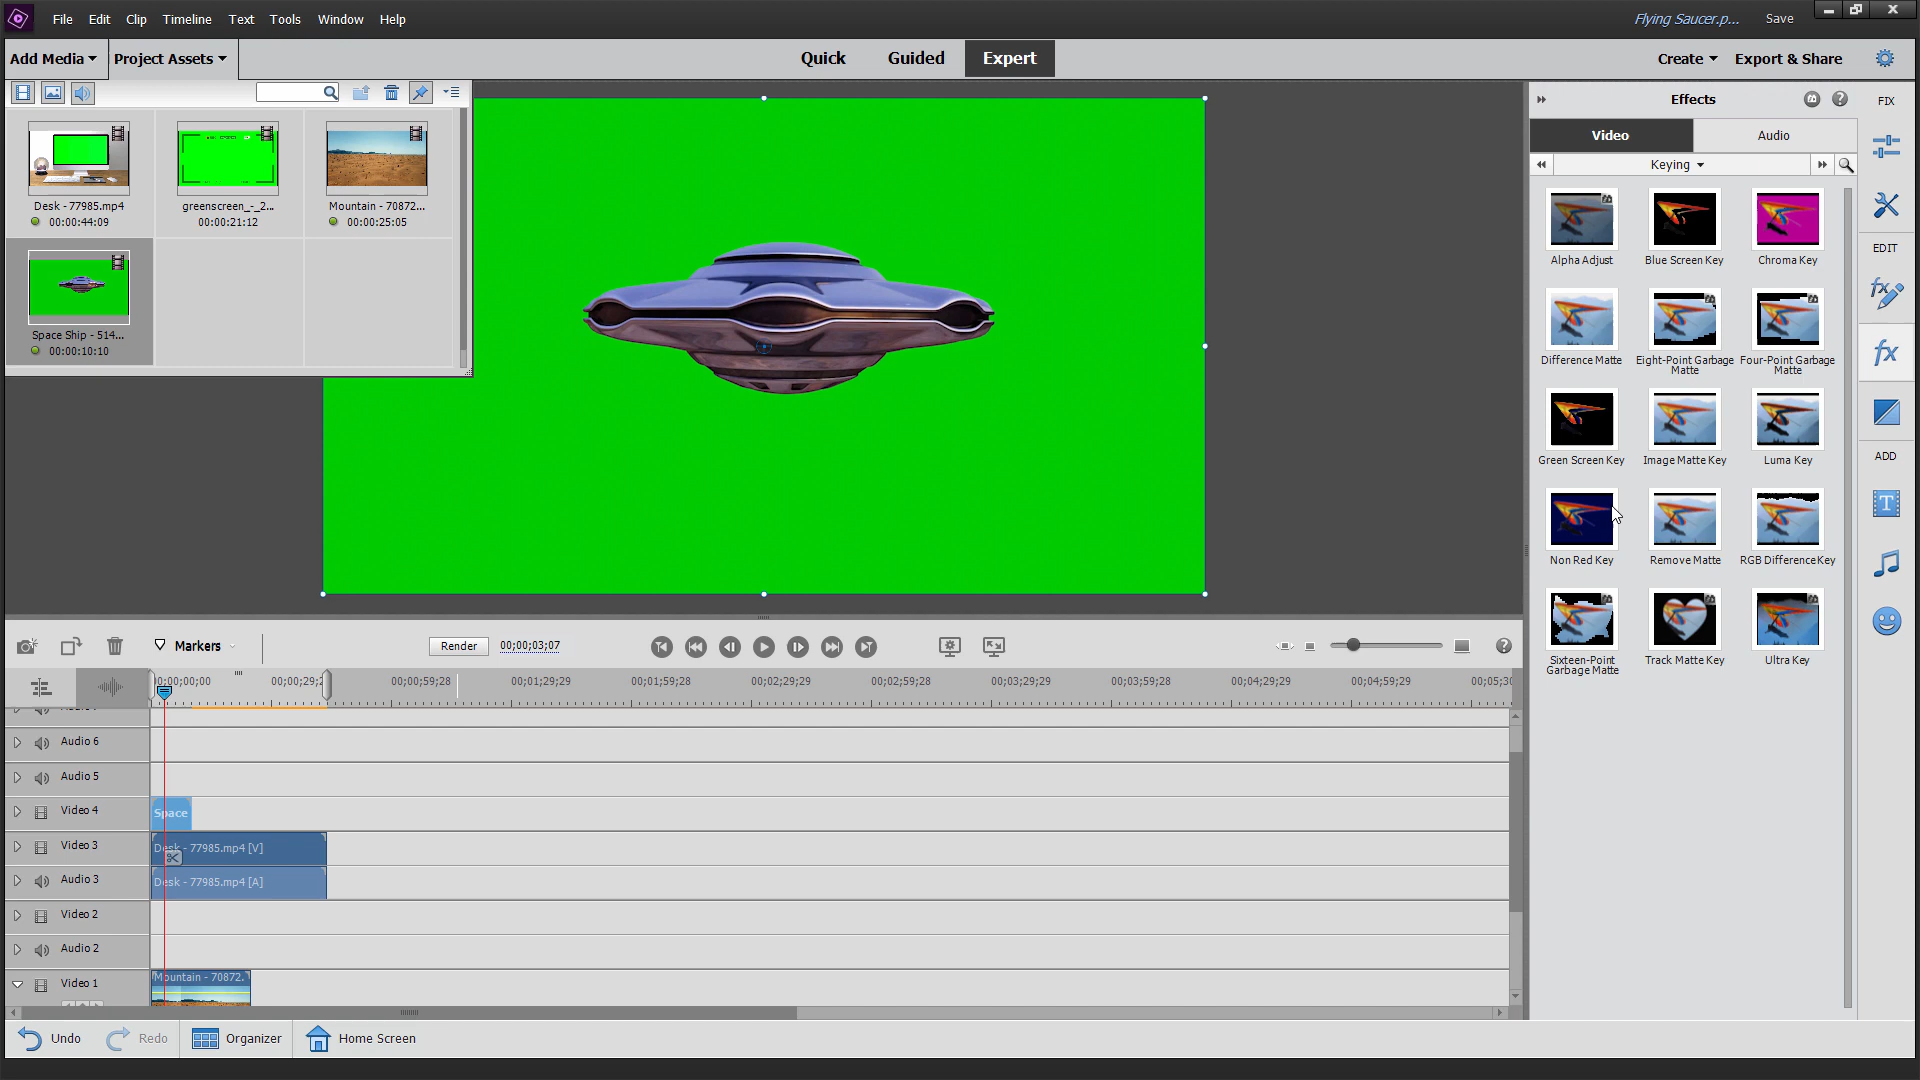 File Edit Clip Timeline Text Tools Window Help
Flying Saucer.p... Save
Add Media Project Assets
Quick Guided Expert
Create Export & Share
Desk - 77985.mp4
00:00:44:09
greenscreen_-_2...
00:00:21:12
Mountain - 70872...
00:00:25:05
Space Ship - 514...
00:00:10:10
Effects
FIX
Video Audio
Keying
Alpha Adjust
Blue Screen Key
Chroma Key
EDIT
Difference Matte
Eight-Point Garbage
Matte
Four-Point Garbage
Matte
Green Screen Key
Image Matte Key
Luma Key
ADD
Non Red Key
Remove Matte
RGB Difference Key
Sixteen-Point
Garbage Matte
Track Matte Key
Ultra Key
Markers
Render 00;00;03;07
00;00;00;00 00;00;29;2 00;00;59;28 00;01;29;29 00;01;59;28 00;02;29;29 00;02;59;28 00;03;29;29 00;03;59;28 00;04;29;29 00;04;59;29 00;05;30
Audio 6
Audio 5
Video 4
Space
Video 3
Desk - 77985.mp4 [V]
Audio 3
Desk - 77985.mp4 [A]
Video 2
Audio 2
Video 1
Mountain - 70872.
Undo Redo Organizer Home Screen